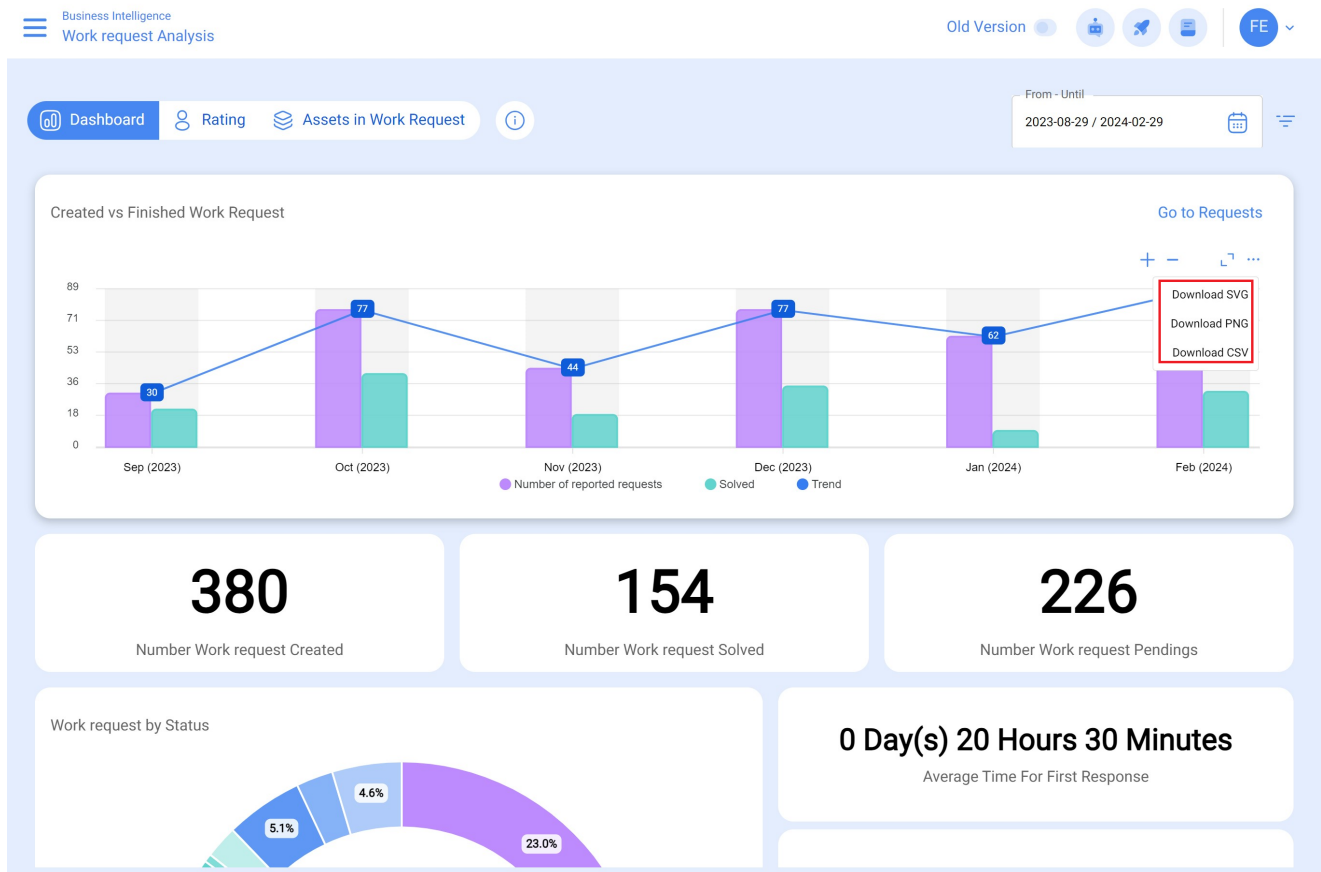 Business Intelligence
Work request Analysis
Old Version
FE
Dashboard
Rating
Assets in Work Request
From - Until
2023-08-29 / 2024-02-29
Created vs Finished Work Request
Go to Requests
Download SVG
Download PNG
Download CSV
89
71
53
36
18
0
30
77
44
77
62
Sep (2023)
Oct (2023)
Nov (2023)
Dec (2023)
Jan (2024)
Feb (2024)
Number of reported requests
Solved
Trend
380
Number Work request Created
154
Number Work request Solved
226
Number Work request Pendings
Work request by Status
4.6%
5.1%
23.0%
0 Day(s) 20 Hours 30 Minutes
Average Time For First Response